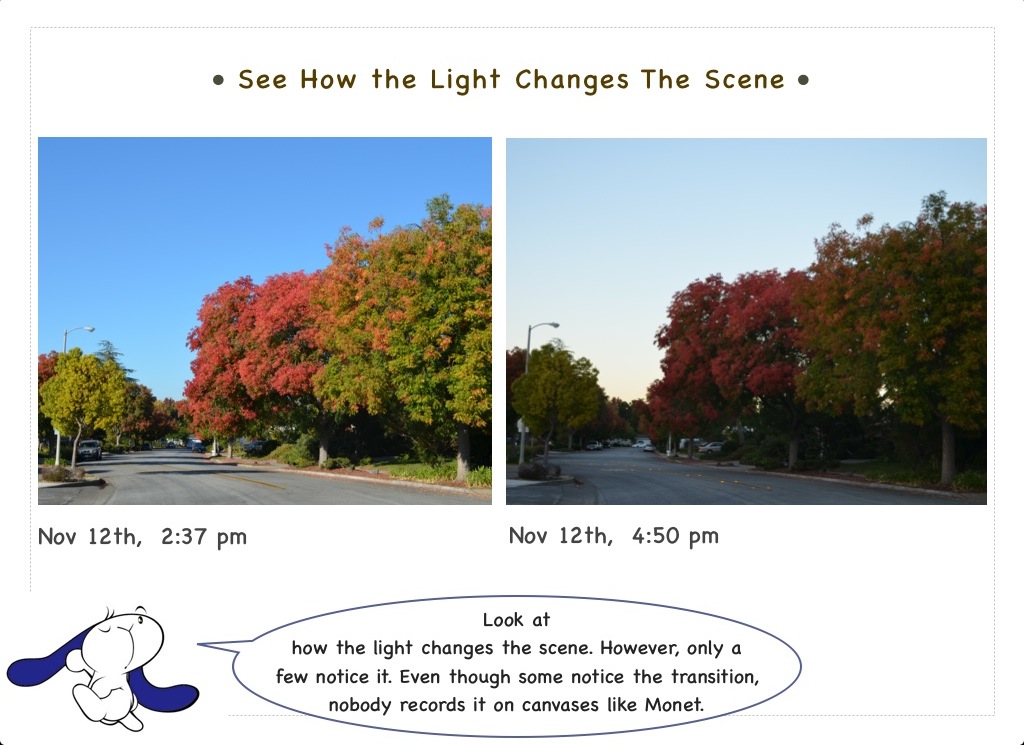 • See How the Light Changes The Scene •
Nov 12th, 2:37 pm
Nov 12th, 4:50 pm
Look at
how the light changes the scene. However, only a
few notice it. Even though some notice the transition,
nobody records it on canvases like Monet.